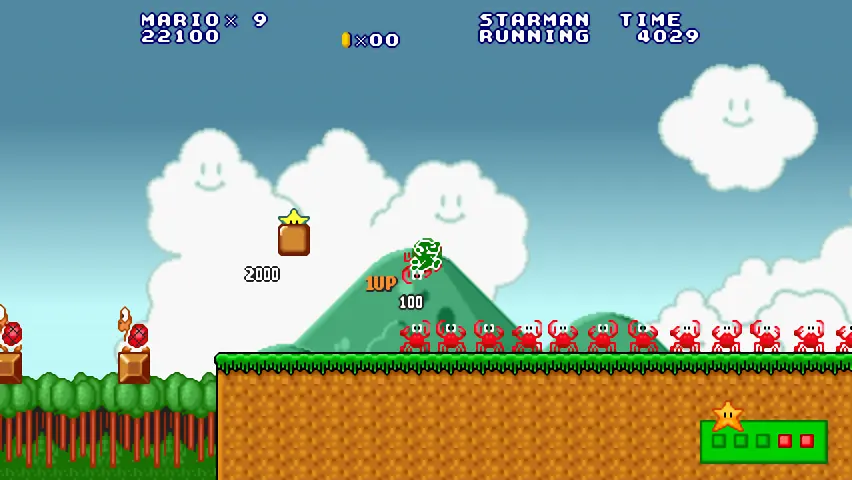 MARIO× 9
22100
×00
STARMAN
RUNNING
TIME
4029
2000
1UP
100